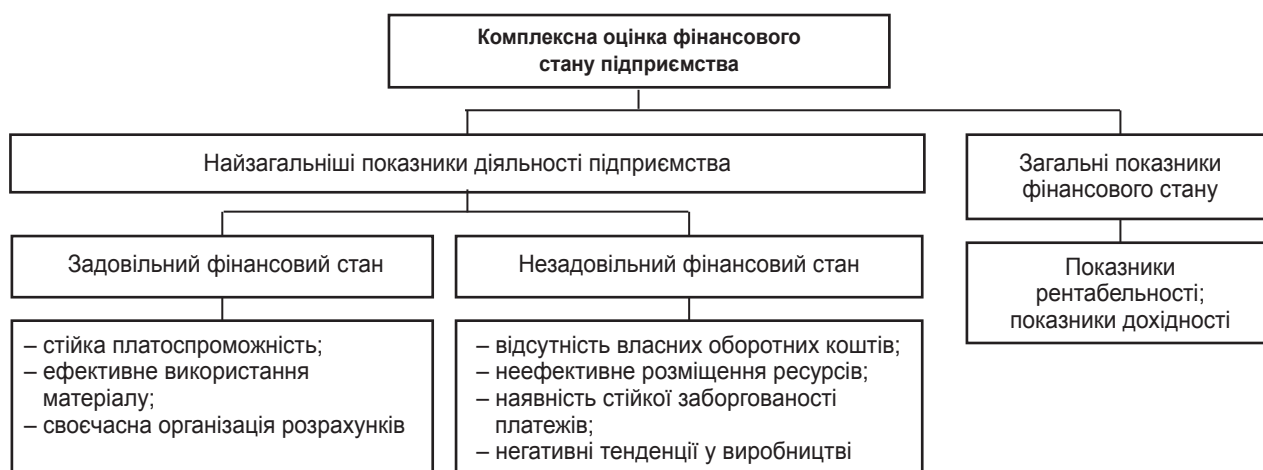 Комплексна оцінка фінансового
стану підприємства
Найзагальніші показники діяльності підприємства
Загальні показники
фінансового стану
Задовільний фінансовий стан
Незадовільний фінансовий стан
Показники
рентабельності;
показники дохідності
– стійка платоспроможність;
– ефективне використання
матеріалу;
– своєчасна організація розрахунків
– відсутність власних оборотних коштів;
– неефективне розміщення ресурсів;
– наявність стійкої заборгованості
платежів;
– негативні тенденції у виробництві